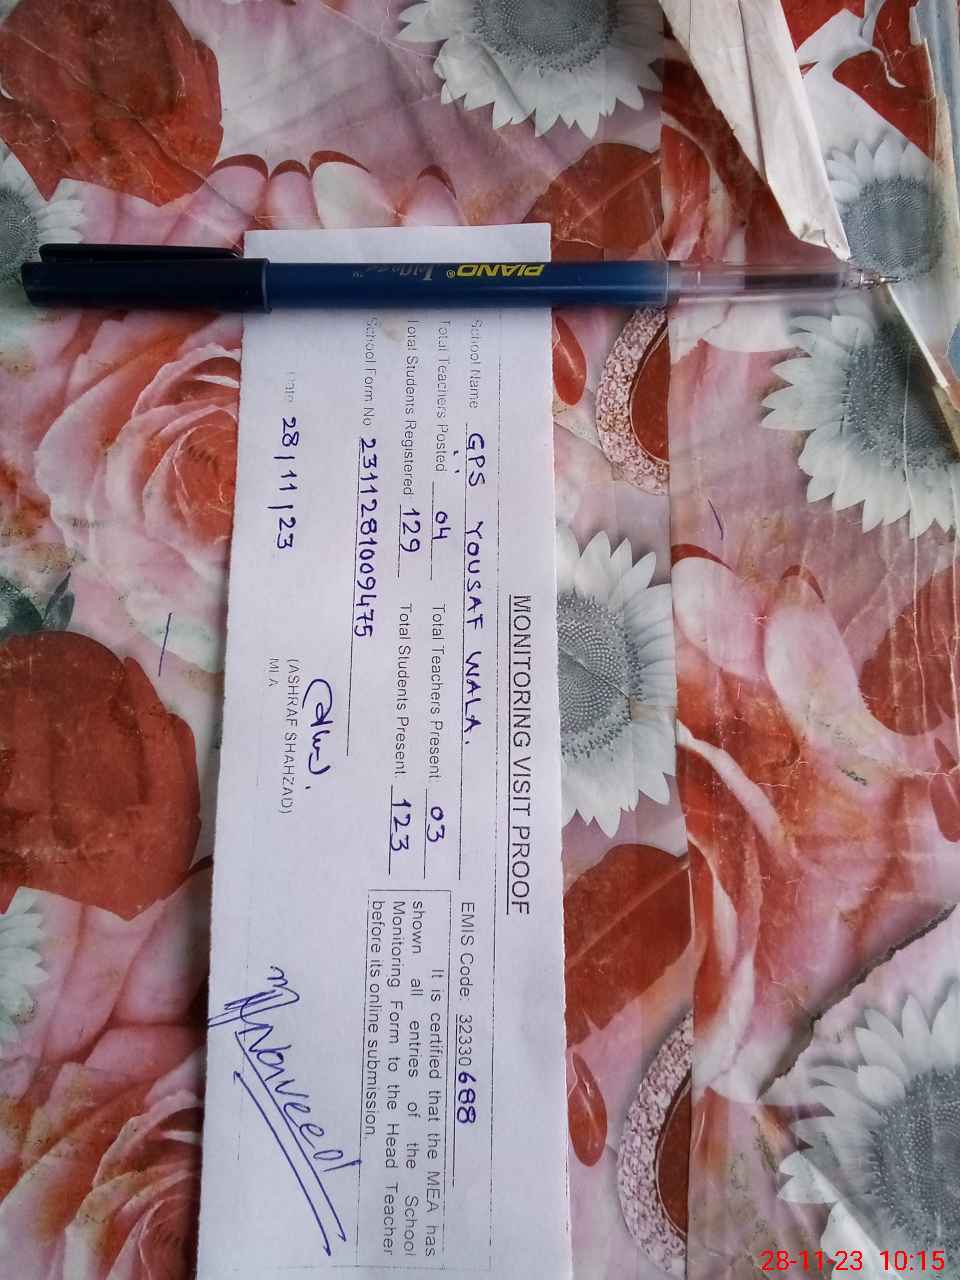 MONITORING VISIT PROOF
School Name GPS YOUSAF WALA. EMIS Code: 32330688
Total Teachers Posted 04 Total Teachers Present: 03
Total Students Registered: 129 Total Students Present: 123
School Form No 2311281009475
It is certified that the MEA has
shown all entries of the School
Monitoring Form to the Head Teacher
before its online submission.
Date 28/11/23
(ASHRAF SHAHZAD)
MEA
Naveed
PIANO®
28-11-23 10:15